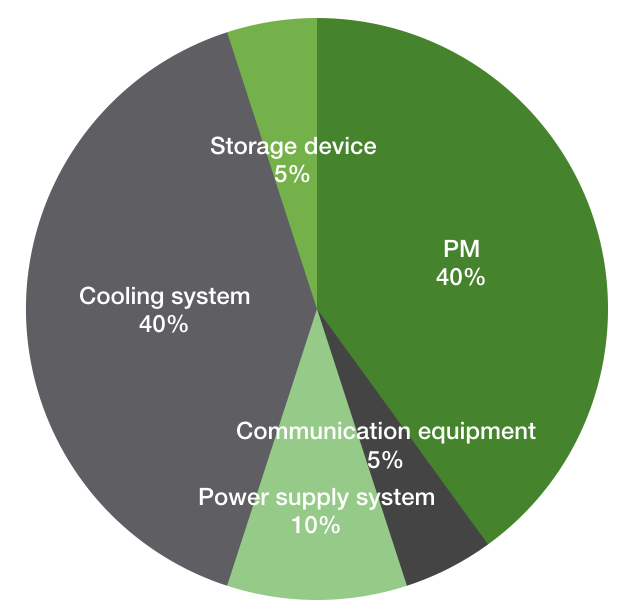 Storage device
5%
PM
40%
Cooling system
40%
Communication equipment
5%
Power supply system
10%